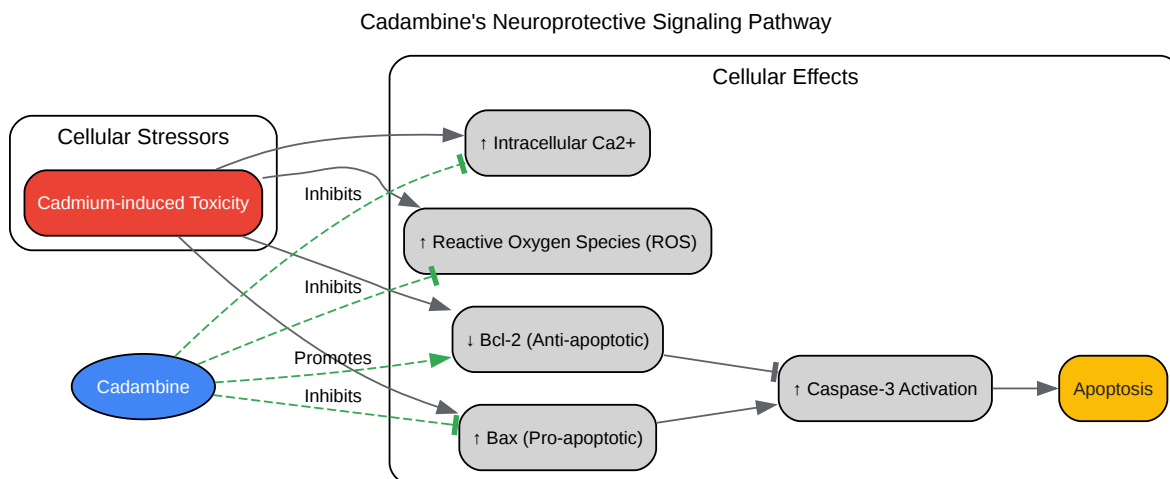 Cadambine's Neuroprotective Signaling Pathway
Cellular Effects
Cellular Stressors
↑ Intracellular Ca2+
Cadmium-induced Toxicity
Inhibits
↑ Reactive Oxygen Species (ROS)
Inhibits
↓ Bcl-2 (Anti-apoptotic)
Promotes
Cadambine
Inhibits
↑ Caspase-3 Activation
Apoptosis
↑ Bax (Pro-apoptotic)